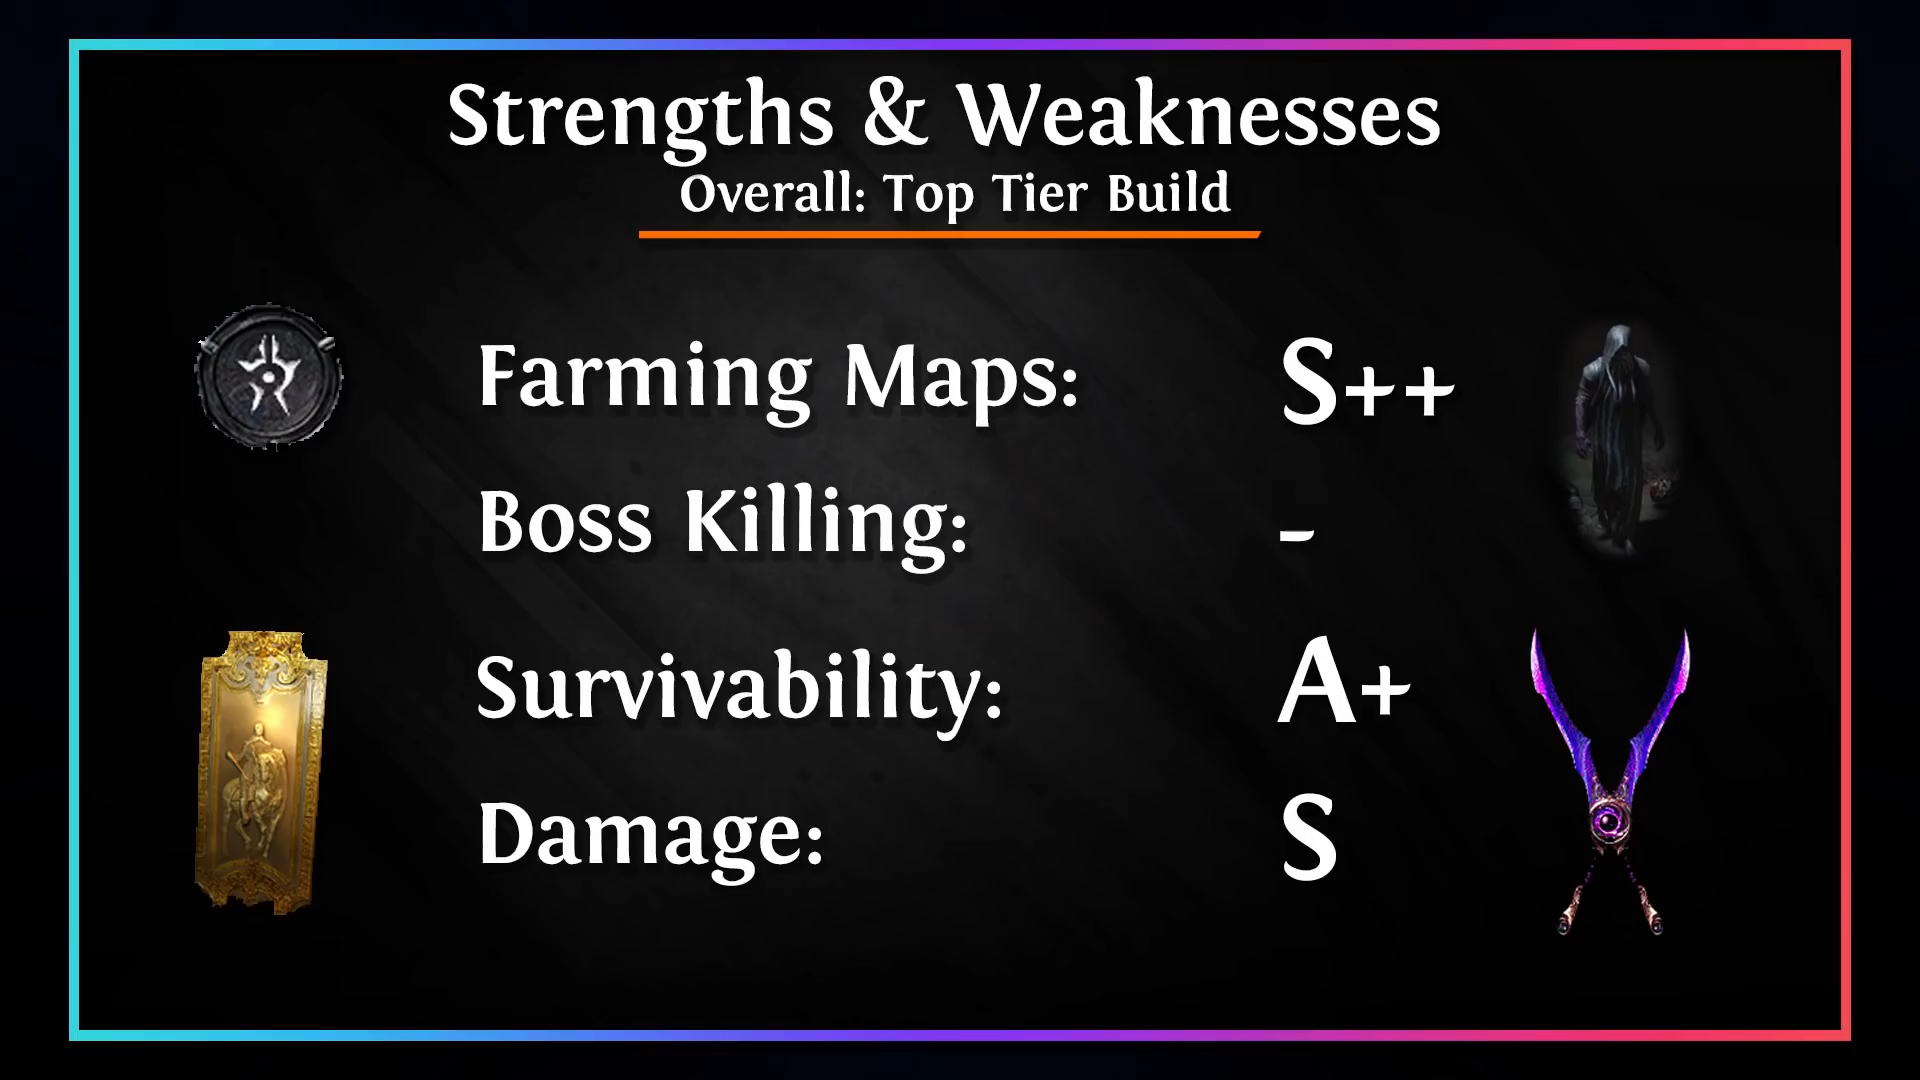 Strengths & Weaknesses
Overall: Top Tier Build
Farming Maps: S++
Boss Killing: -
Survivability: A+
Damage: S